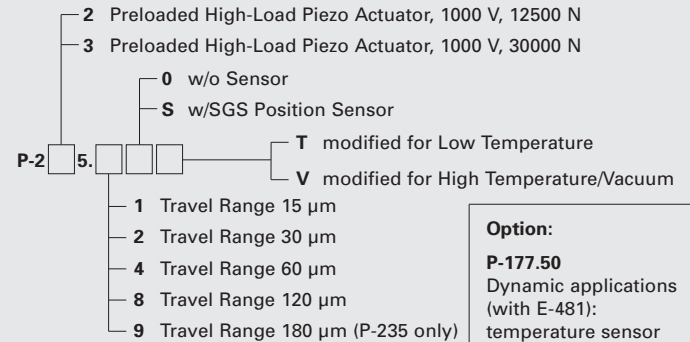 2 Preloaded High-Load Piezo Actuator, 1000 V, 12500 N
3 Preloaded High-Load Piezo Actuator, 1000 V, 30000 N
0 w/o Sensor
S w/SGS Position Sensor
T modified for Low Temperature
P-2 5.
V modified for High Temperature/Vacuum
1 Travel Range 15 µm
2 Travel Range 30 µm
4 Travel Range 60 µm
8 Travel Range 120 µm
9 Travel Range 180 µm (P-235 only)
Option:
P-177.50
Dynamic applications
(with E-481):
temperature sensor